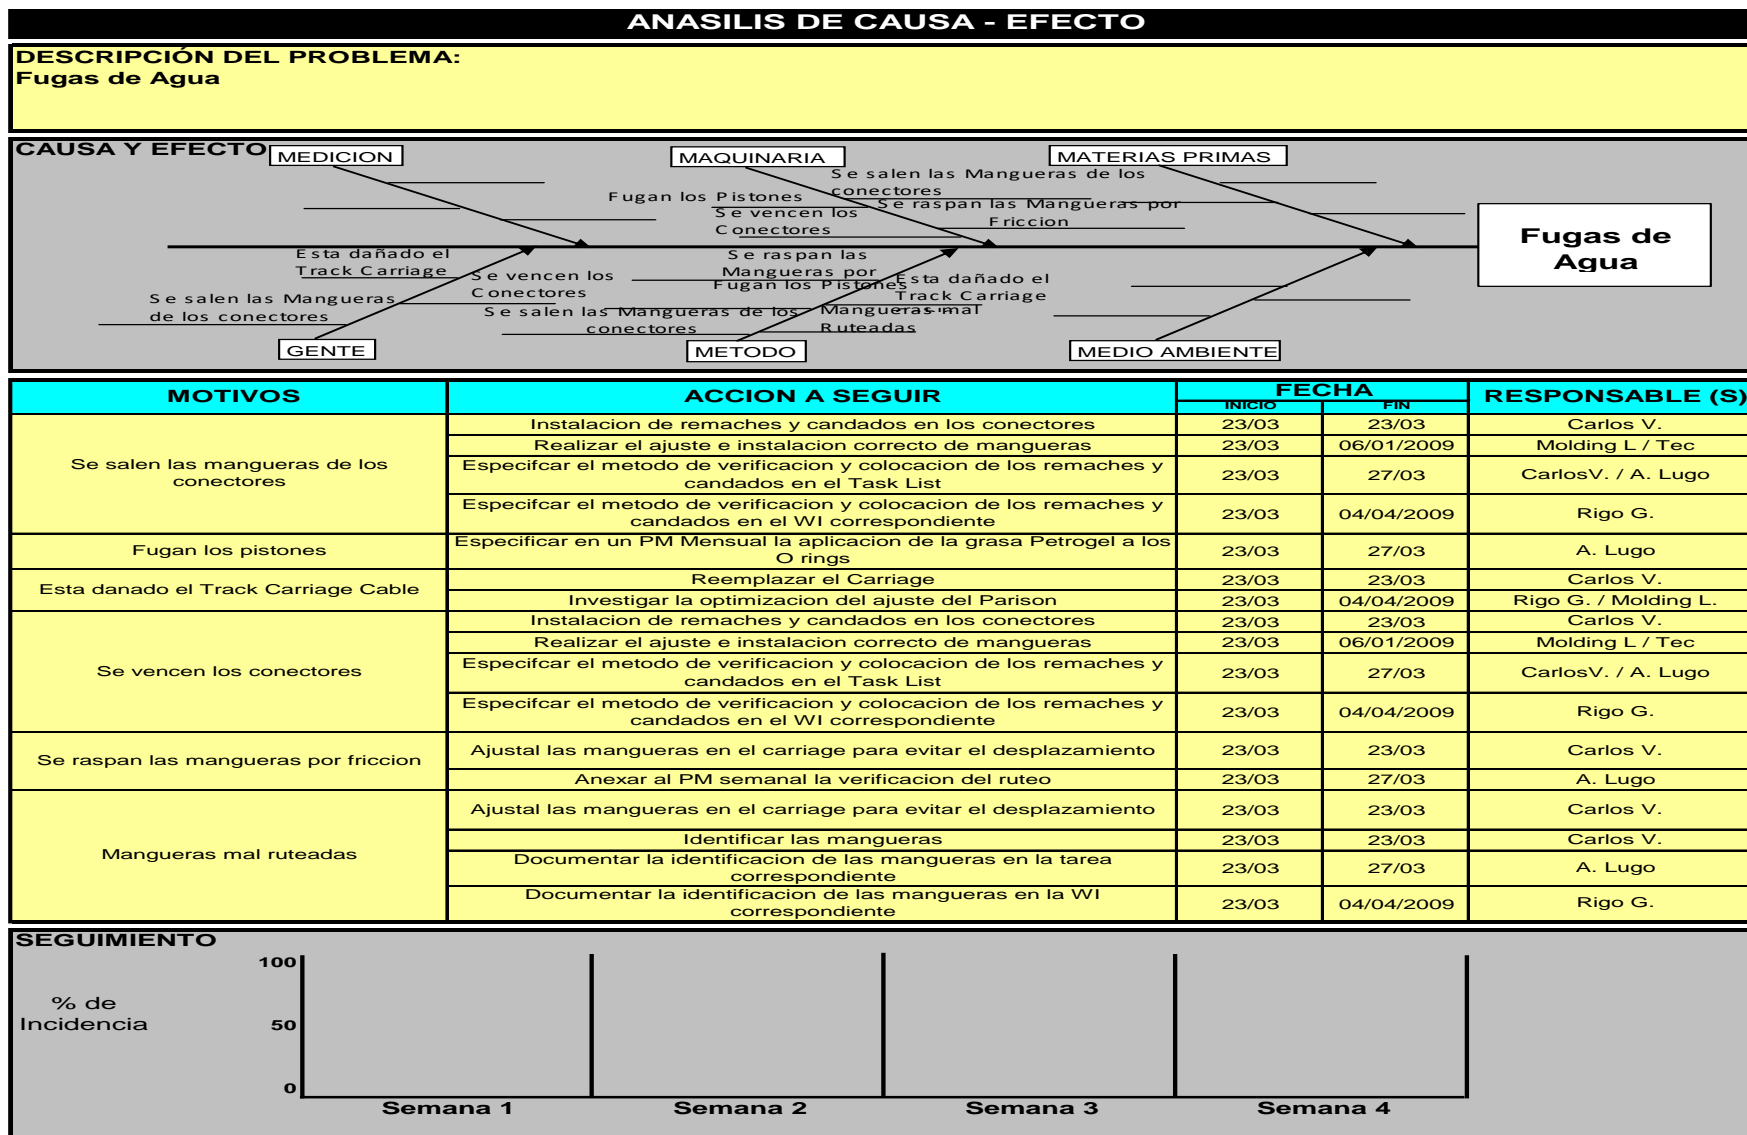 ANASILIS DE CAUSA - EFECTO
DESCRIPCIÓN DEL PROBLEMA:
Fugas de Agua
CAUSA Y EFECTO
MEDICION
MAQUINARIA
MATERIAS PRIMAS
Se salen las Mangueras de los
conectores
Fugan los Pistones
Se raspan las Mangueras por
Friccion
Se vencen los
Conectores
Fugas de
Agua
Esta dañado el
Track Carriage
Se vencen los
Conectores
Se salen las Mangueras
de los conectores
Se raspan las
Mangueras por
Fugan los Pistones
Esta dañado el
Track Carriage
Se salen las Mangueras de los
conectores
Mangueras mal
Ruteadas
GENTE
METODO
MEDIO AMBIENTE
MOTIVOS
ACCION A SEGUIR
FECHA
INICIO
FIN
RESPONSABLE (S)
Se salen las mangueras de los
conectores
Instalacion de remaches y candados en los conectores
23/03
23/03
Carlos V.
Realizar el ajuste e instalacion correcto de mangueras
23/03
06/01/2009
Molding L / Tec
Especifcar el metodo de verificacion y colocacion de los remaches y
candados en el Task List
23/03
27/03
CarlosV. / A. Lugo
Especifcar el metodo de verificacion y colocacion de los remaches y
candados en el WI correspondiente
23/03
04/04/2009
Rigo G.
Fugan los pistones
Especificar en un PM Mensual la aplicacion de la grasa Petrogel a los
O rings
23/03
27/03
A. Lugo
Esta danado el Track Carriage Cable
Reemplazar el Carriage
23/03
23/03
Carlos V.
Investigar la optimizacion del ajuste del Parison
23/03
04/04/2009
Rigo G. / Molding L.
Se vencen los conectores
Instalacion de remaches y candados en los conectores
23/03
23/03
Carlos V.
Realizar el ajuste e instalacion correcto de mangueras
23/03
06/01/2009
Molding L / Tec
Especifcar el metodo de verificacion y colocacion de los remaches y
candados en el Task List
23/03
27/03
CarlosV. / A. Lugo
Especifcar el metodo de verificacion y colocacion de los remaches y
candados en el WI correspondiente
23/03
04/04/2009
Rigo G.
Se raspan las mangueras por friccion
Ajustal las mangueras en el carriage para evitar el desplazamiento
23/03
23/03
Carlos V.
Anexar al PM semanal la verificacion del ruteo
23/03
27/03
A. Lugo
Mangueras mal ruteadas
Ajustal las mangueras en el carriage para evitar el desplazamiento
23/03
23/03
Carlos V.
Identificar las mangueras
23/03
23/03
Carlos V.
Documentar la identificacion de las mangueras en la tarea
correspondiente
23/03
27/03
A. Lugo
Documentar la identificacion de las mangueras en la WI
correspondiente
23/03
04/04/2009
Rigo G.
SEGUIMIENTO
% de
Incidencia
100
50
0
Semana 1
Semana 2
Semana 3
Semana 4